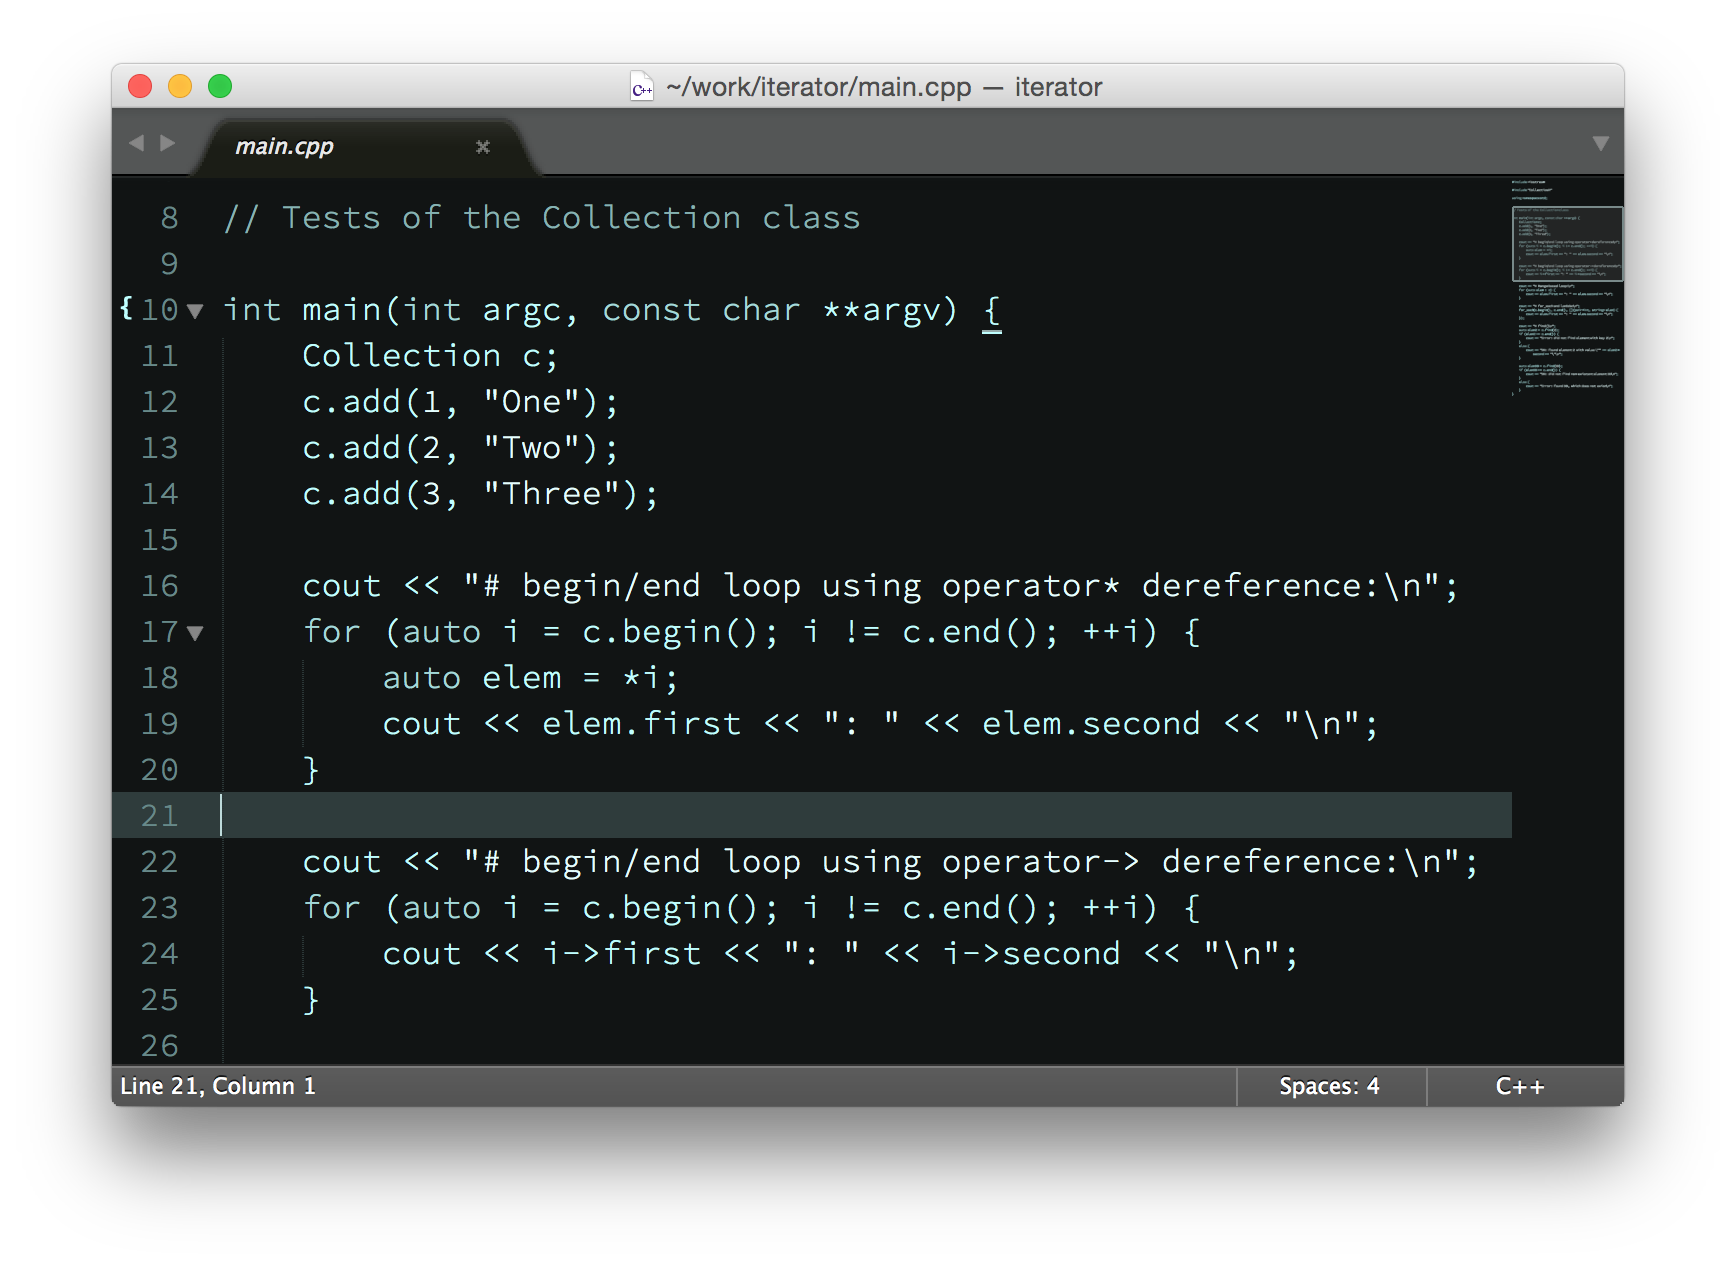 ~/work/iterator/main.cpp — iterator
main.cpp
8 // Tests of the Collection class
9
{10 int main(int argc, const char **argv) {
11     Collection c;
12     c.add(1, "One");
13     c.add(2, "Two");
14     c.add(3, "Three");
15
16     cout << "# begin/end loop using operator* dereference:\n";
17     for (auto i = c.begin(); i != c.end(); ++i) {
18         auto elem = *i;
19         cout << elem.first << ": " << elem.second << "\n";
20     }
21
22     cout << "# begin/end loop using operator-> dereference:\n";
23     for (auto i = c.begin(); i != c.end(); ++i) {
24         cout << i->first << ": " << i->second << "\n";
25     }
26
Line 21, Column 1
Spaces: 4
C++